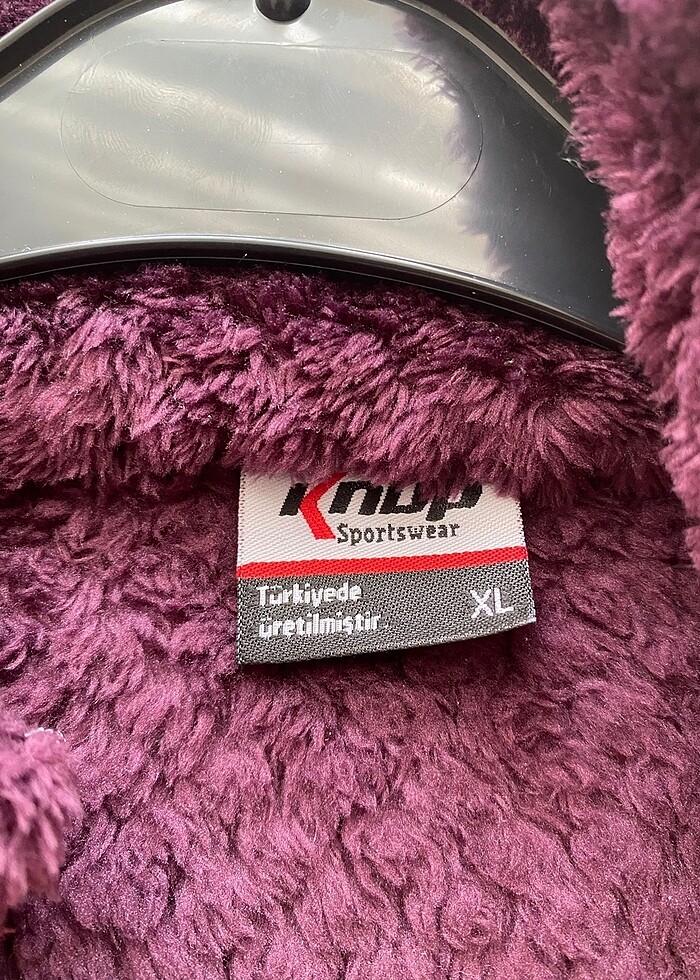 Sportswear
Türkiyede
üretilmiştir
XL